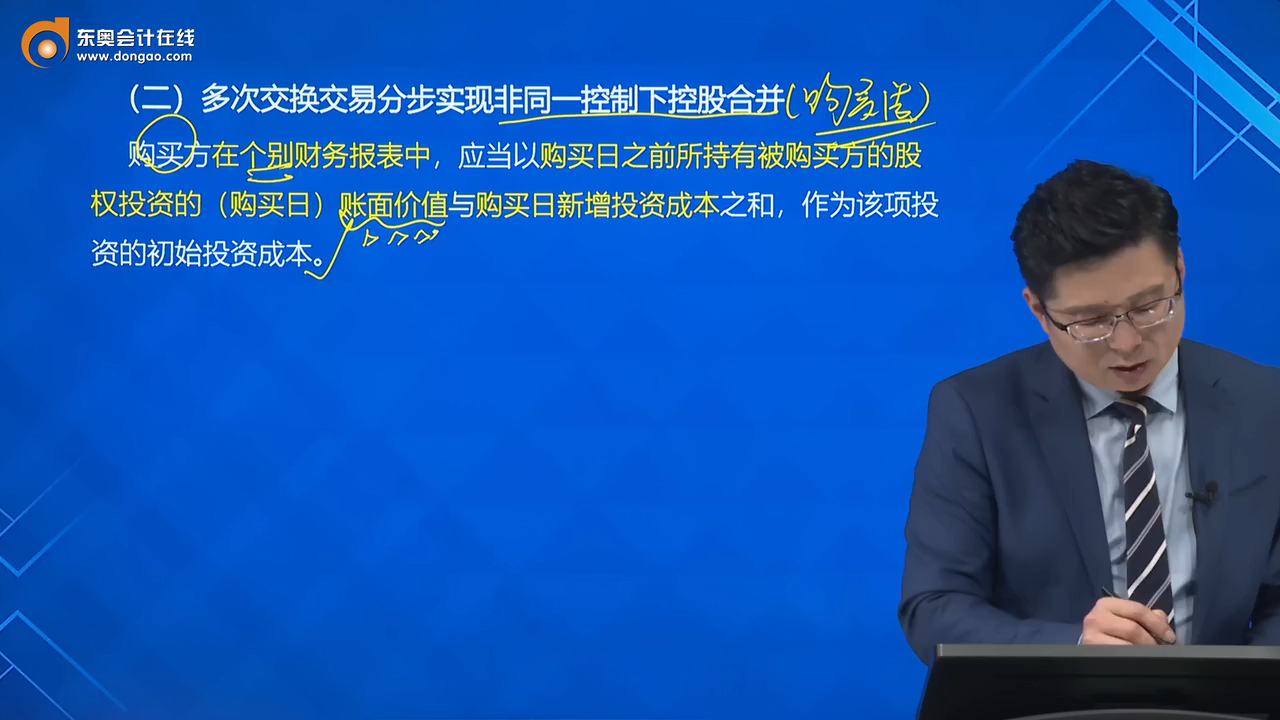 东奥会计在线
www.dongao.com
（二）多次交换交易分步实现非同一控制下控股合并(购买法)
购买方在个别财务报表中，应当以购买日之前所持有被购买方的股
权投资的（购买日）账面价值与购买日新增投资成本之和，作为该项投
资的初始投资成本。